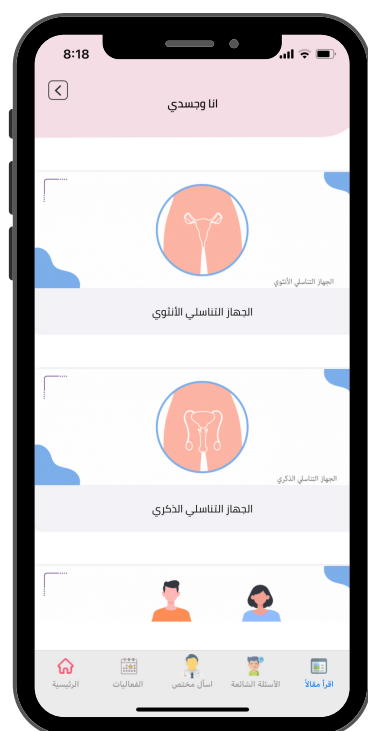 8:18
انا وجسدي
الجهاز التناسلي الأنثوي
الجهاز التناسلي الأنثوي
الجهاز التناسلي الذكري
الجهاز التناسلي الذكري
اقرأ مقالاً
الأسئلة الشائعة
اسأل مختص
الفعاليات
الرئيسية